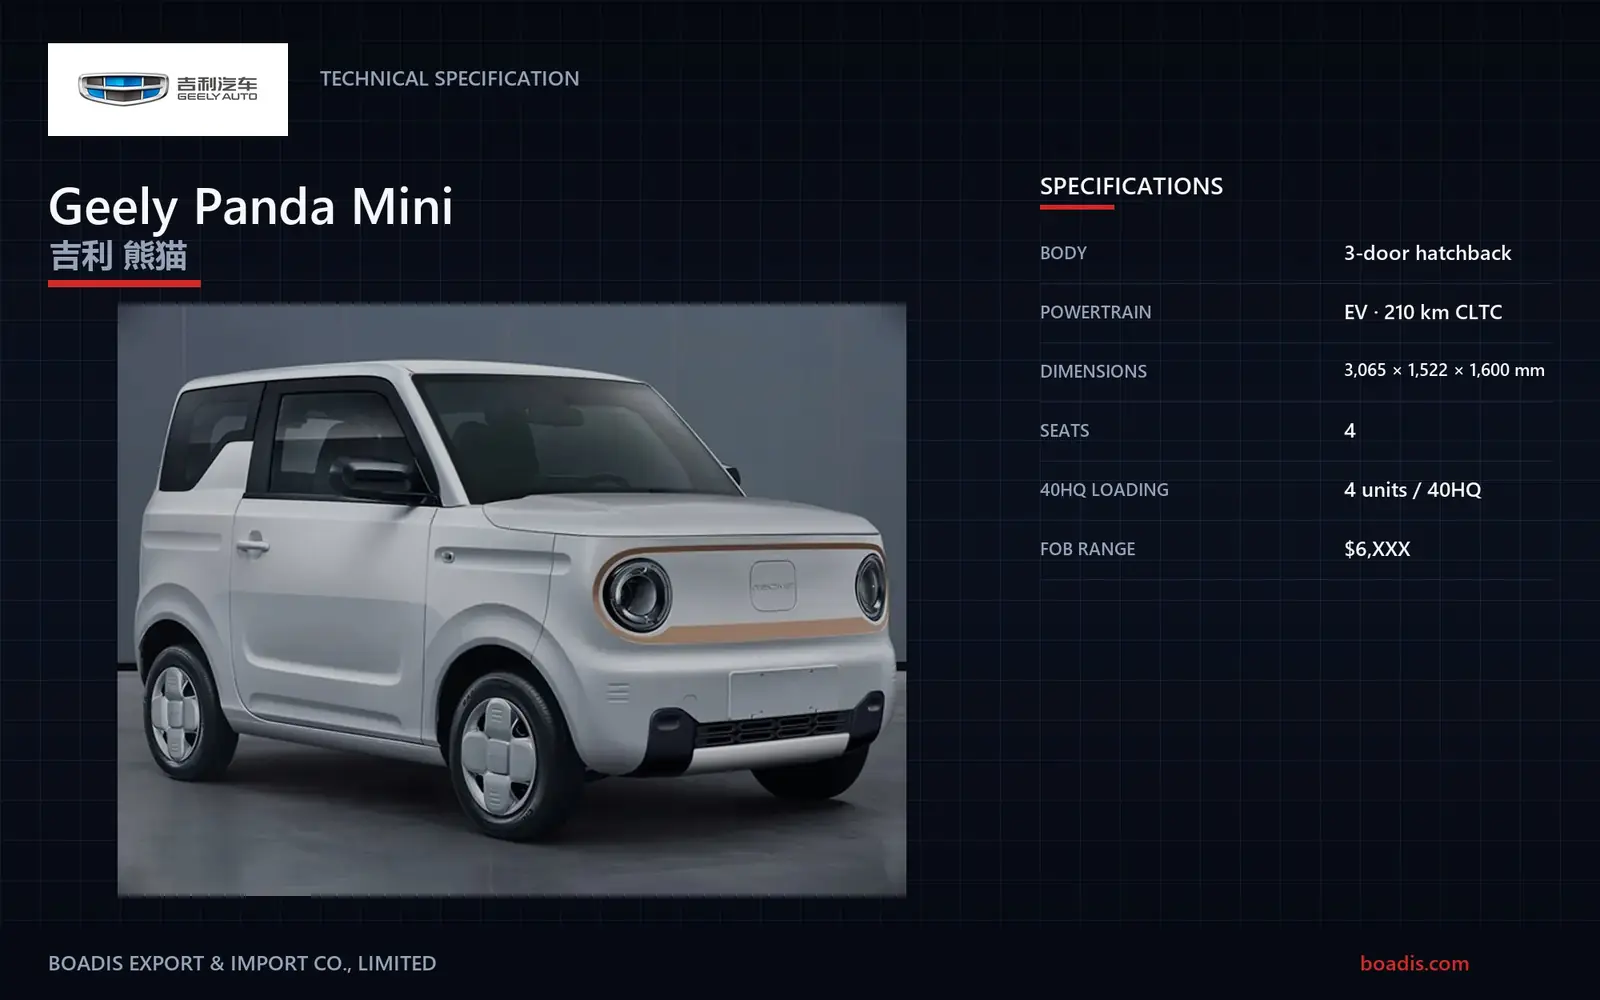 吉利汽车
GEELY AUTO
TECHNICAL SPECIFICATION
Geely Panda Mini
吉利 熊猫
SPECIFICATIONS
BODY 3-door hatchback
POWERTRAIN EV · 210 km CLTC
DIMENSIONS 3,065 × 1,522 × 1,600 mm
SEATS 4
40HQ LOADING 4 units / 40HQ
FOB RANGE $6,XXX
BOADIS EXPORT & IMPORT CO., LIMITED
boadis.com